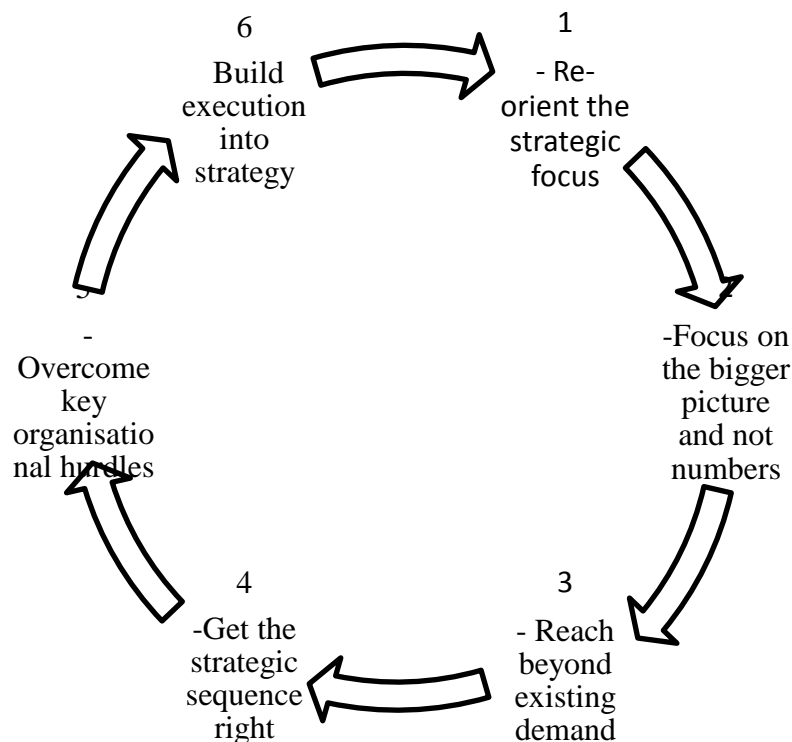 1
- Re-
orient the
strategic
focus
-Focus on
the bigger
picture
and not
numbers
3
- Reach
beyond
existing
demand
4
-Get the
strategic
sequence
right
-
Overcome
key
organisatio
nal hurdles
6
Build
execution
into
strategy